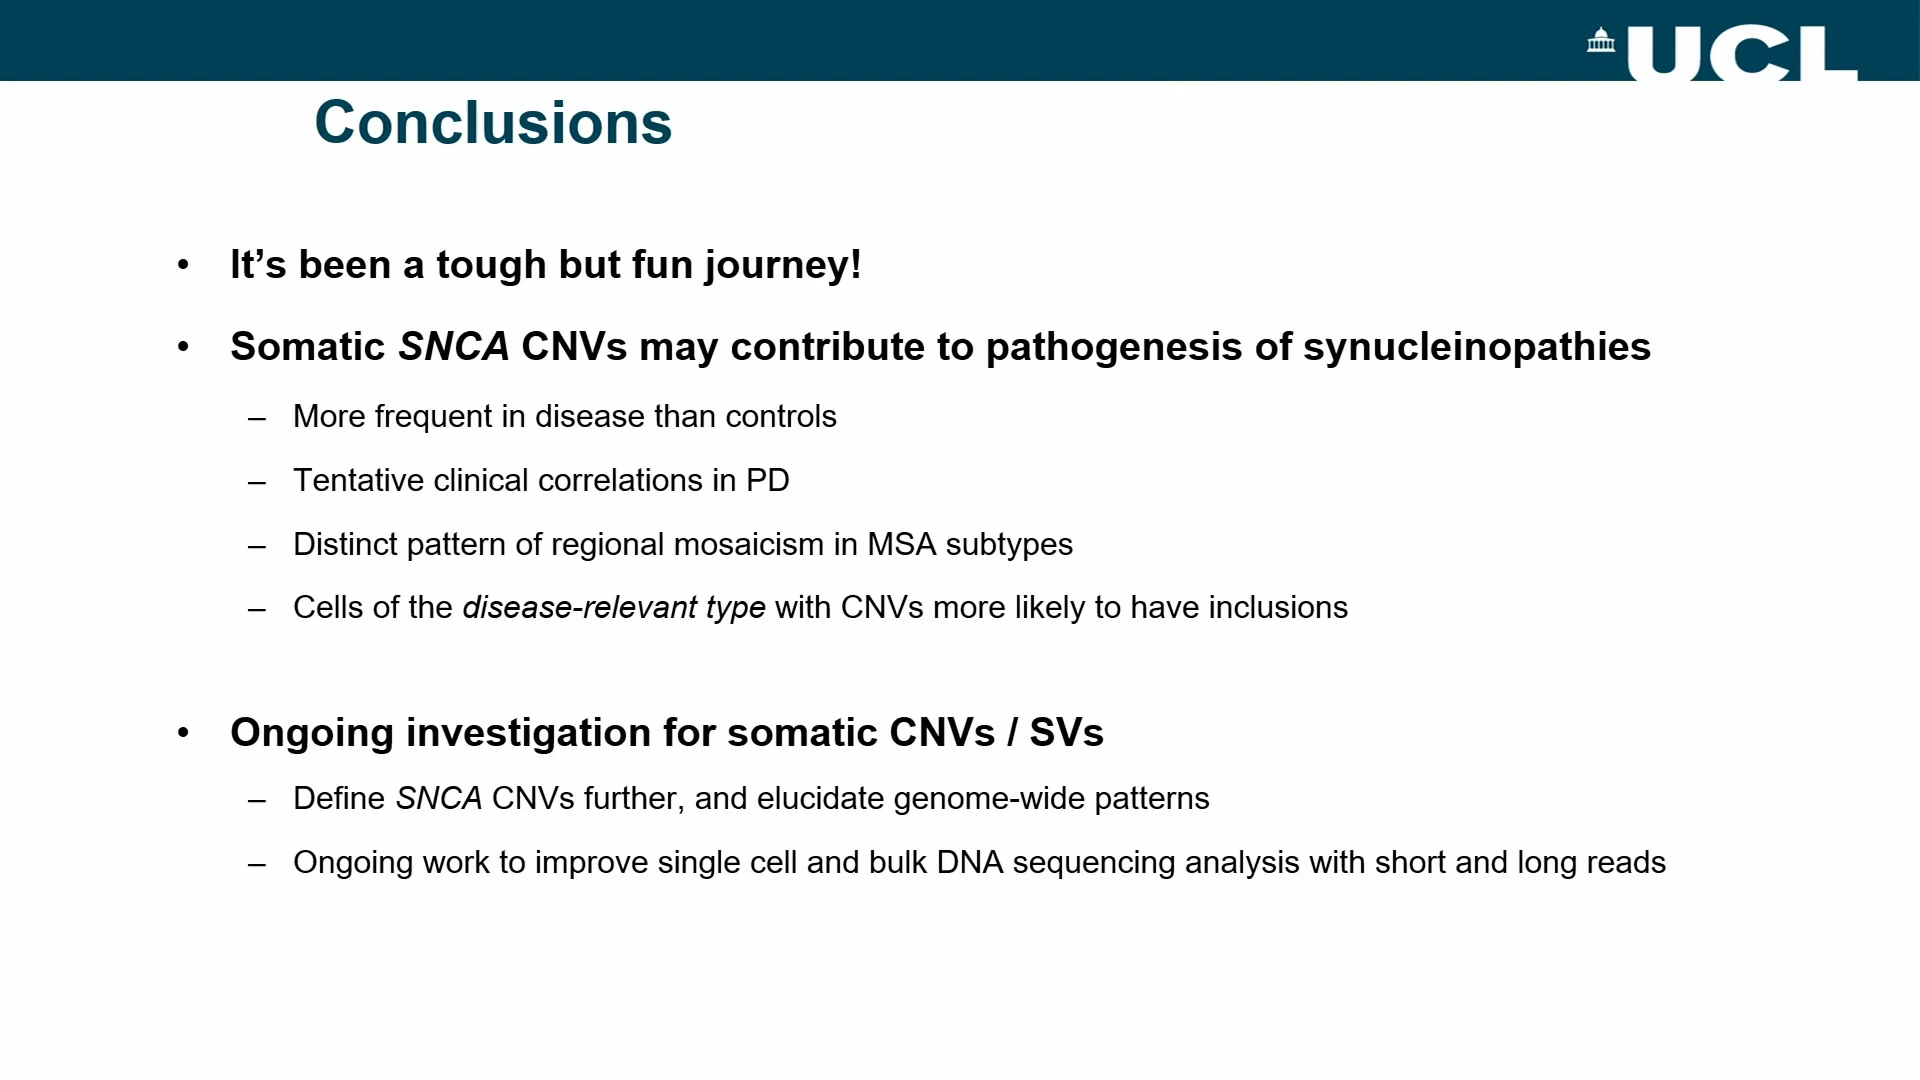 UCL
Conclusions
• It’s been a tough but fun journey!
• Somatic SNCA CNVs may contribute to pathogenesis of synucleinopathies
– More frequent in disease than controls
– Tentative clinical correlations in PD
– Distinct pattern of regional mosaicism in MSA subtypes
– Cells of the disease-relevant type with CNVs more likely to have inclusions
• Ongoing investigation for somatic CNVs / SVs
– Define SNCA CNVs further, and elucidate genome-wide patterns
– Ongoing work to improve single cell and bulk DNA sequencing analysis with short and long reads